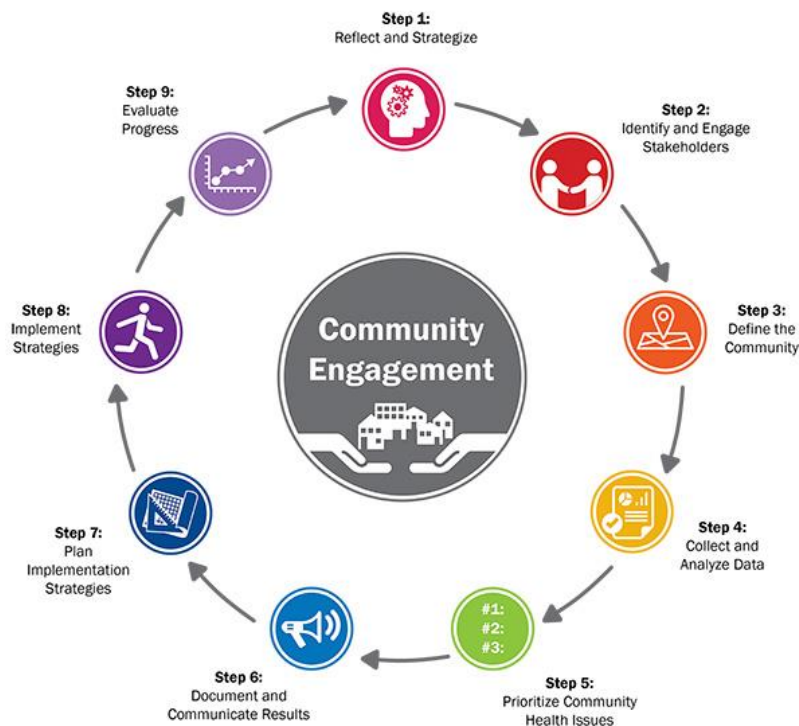 Step 1:
Reflect and Strategize
Step 2:
Identify and Engage
Stakeholders
Step 3:
Define the
Community
Step 4:
Collect and
Analyze Data
#1:
#2:
#3:
Step 5:
Prioritize Community
Health Issues
Step 6:
Document and
Communicate Results
Step 7:
Plan
Implementation
Strategies
Step 8:
Implement
Strategies
Step 9:
Evaluate
Progress
Community
Engagement